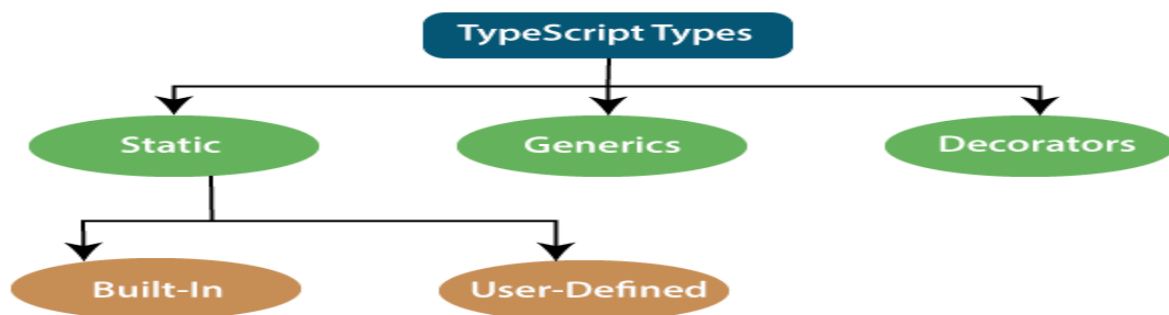 TypeScript Types
Static
Generics
Decorators
Built-In
User-Defined